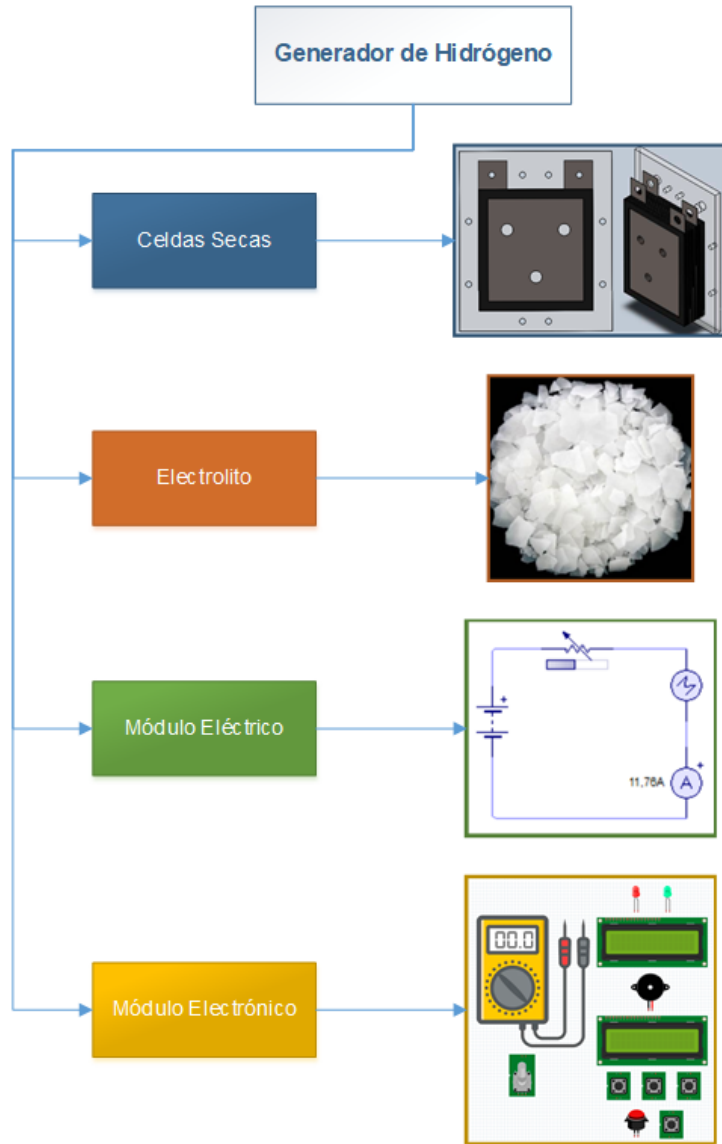 Generador de Hidrógeno
Celdas Secas
Electrolito
Módulo Eléctrico
+
11,76A
A
+
Módulo Electrónico
00.0